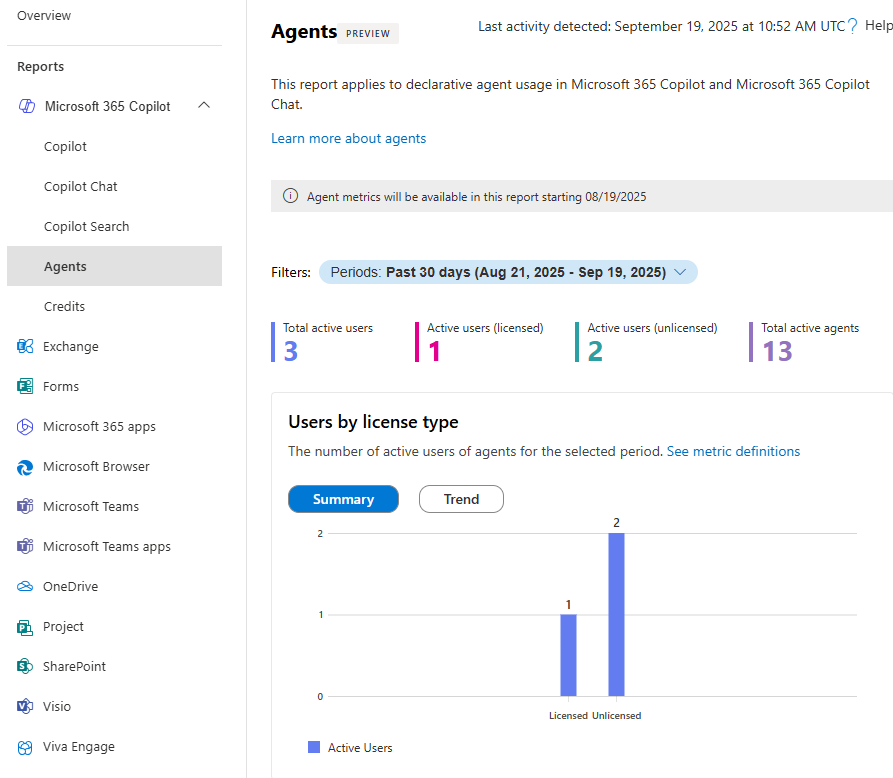 Overview
Reports
Microsoft 365 Copilot
Copilot
Copilot Chat
Copilot Search
Agents
Credits
Exchange
Forms
Microsoft 365 apps
Microsoft Browser
Microsoft Teams
Microsoft Teams apps
OneDrive
Project
SharePoint
Visio
Viva Engage
Agents PREVIEW
Last activity detected: September 19, 2025 at 10:52 AM UTC ? Help
This report applies to declarative agent usage in Microsoft 365 Copilot and Microsoft 365 Copilot
Chat.
Learn more about agents
Agent metrics will be available in this report starting 08/19/2025
Filters: Periods: Past 30 days (Aug 21, 2025 - Sep 19, 2025)
Total active users
3
Active users (licensed)
1
Active users (unlicensed)
2
Total active agents
13
Users by license type
The number of active users of agents for the selected period. See metric definitions
Summary Trend
2
2
1
1
0
Licensed Unlicensed
Active Users